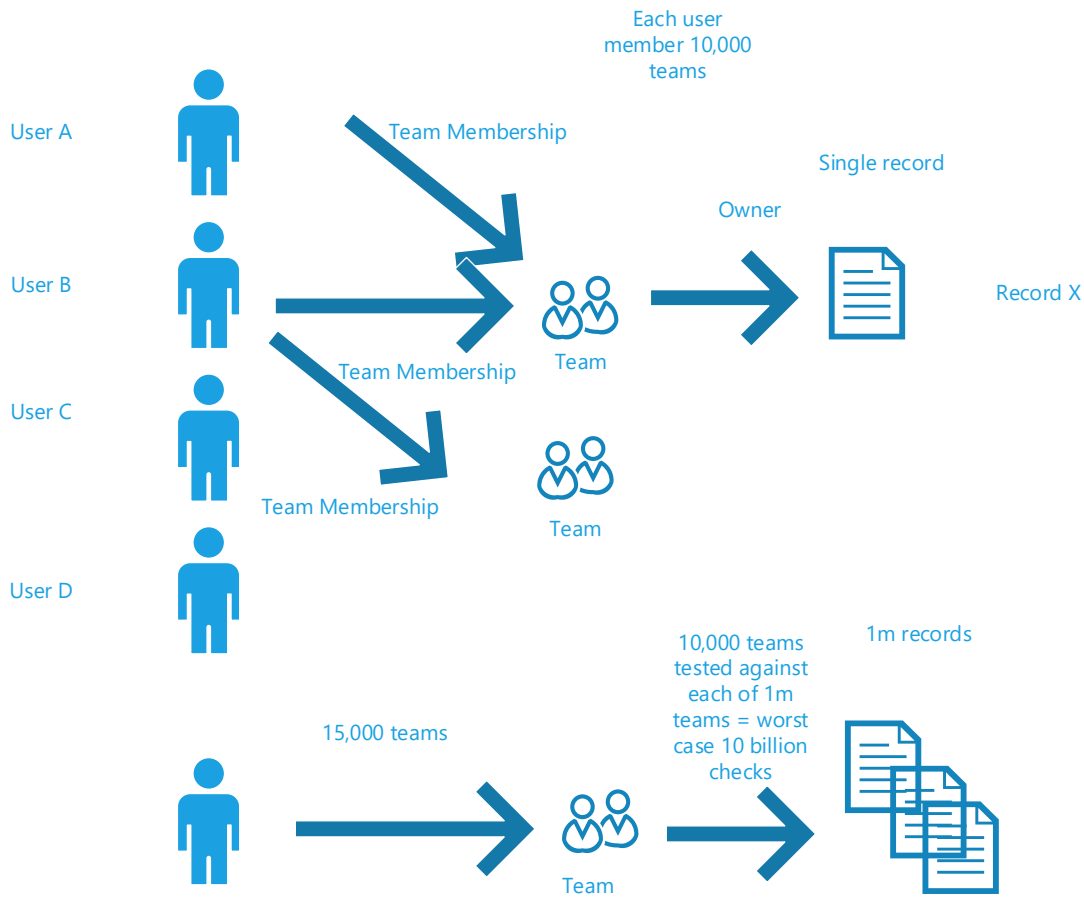 Each user
member 10,000
teams
User A
Team Membership
Single record
Owner
User B
Record X
Team
Team Membership
User C
Team Membership
Team
User D
1m records
10,000 teams
tested against
each of 1m
teams = worst
case 10 billion
checks
15,000 teams
Team